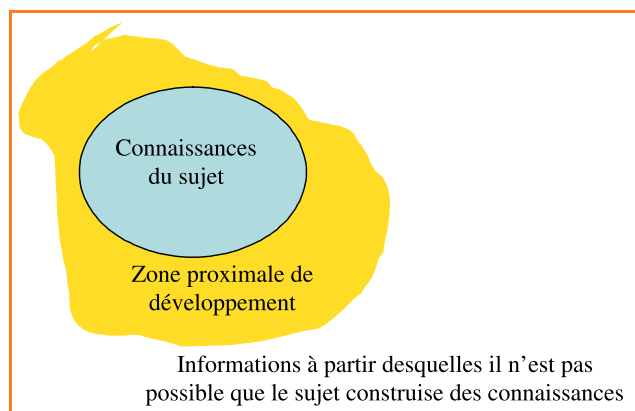 Connaissances
du sujet
Zone proximale de
développement
Informations à partir desquelles il n'est pas
possible que le sujet construise des connaissances